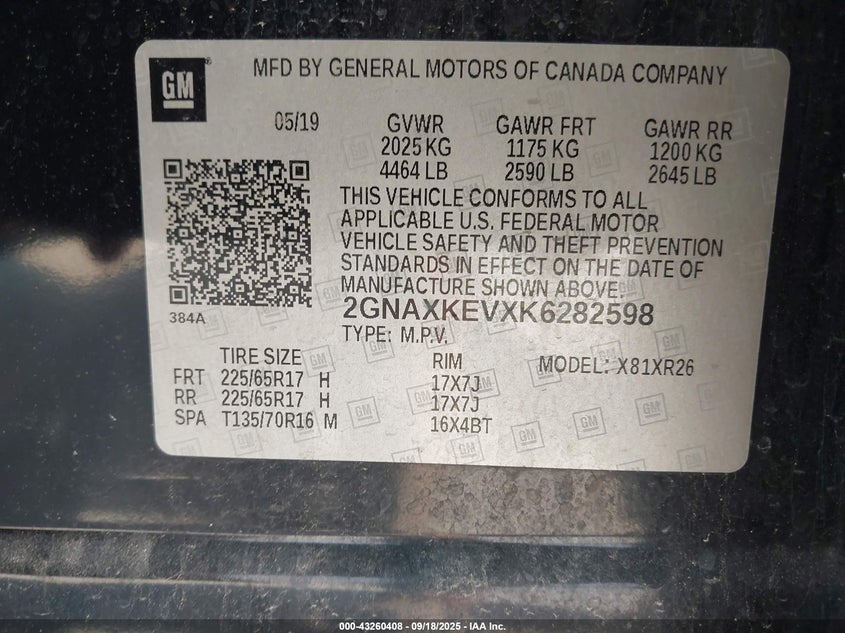 GM
MFD BY GENERAL MOTORS OF CANADA COMPANY
05/19 GVWR GAWR FRT GAWR RR
2025 KG 1175 KG 1200 KG
4464 LB 2590 LB 2645 LB
THIS VEHICLE CONFORMS TO ALL
APPLICABLE U.S. FEDERAL MOTOR
VEHICLE SAFETY AND THEFT PREVENTION
STANDARDS IN EFFECT ON THE DATE OF
MANUFACTURE SHOWN ABOVE.
384A
2GNAXKEVXK6282598
TYPE: M.P.V.
TIRE SIZE RIM MODEL: X81XR26
FRT 225/65R17 H 17X7J
RR 225/65R17 H 17X7J
SPA T135/70R16 M 16X4BT
000-43260408 - 09/18/2025 - IAA Inc.